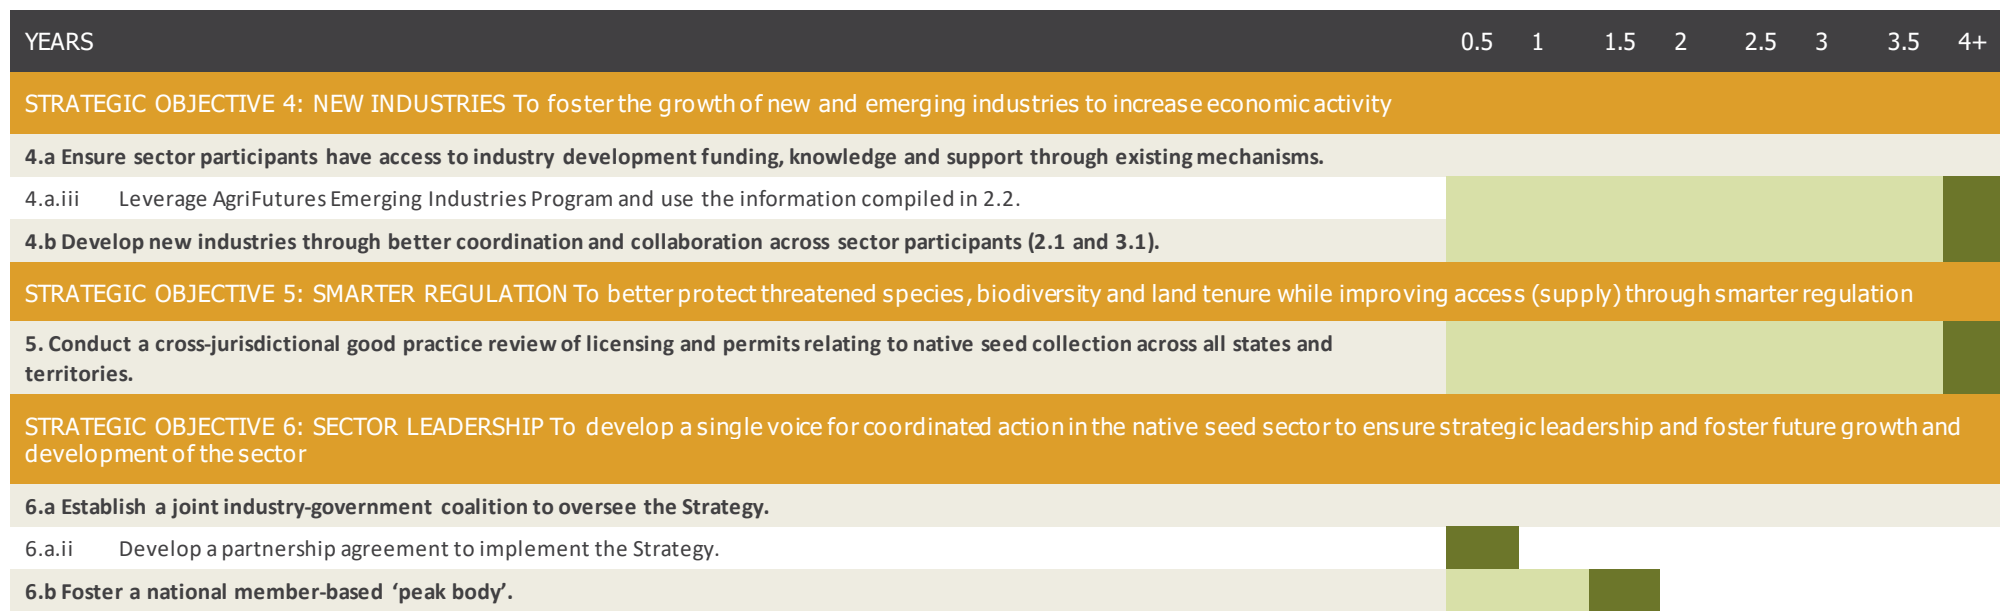 YEARS 0.5 1 1.5 2 2.5 3 3.5 4+
STRATEGIC OBJECTIVE 4: NEW INDUSTRIES To foster the growth of new and emerging industries to increase economic activity
4.a Ensure sector participants have access to industry development funding, knowledge and support through existing mechanisms.
4.a.iii Leverage AgriFutures Emerging Industries Program and use the information compiled in 2.2.
4.b Develop new industries through better coordination and collaboration across sector participants (2.1 and 3.1).
STRATEGIC OBJECTIVE 5: SMARTER REGULATION To better protect threatened species, biodiversity and land tenure while improving access (supply) through smarter regulation
5. Conduct a cross-jurisdictional good practice review of licensing and permits relating to native seed collection across all states and
territories.
STRATEGIC OBJECTIVE 6: SECTOR LEADERSHIP To develop a single voice for coordinated action in the native seed sector to ensure strategic leadership and foster future growth and
development of the sector
6.a Establish a joint industry-government coalition to oversee the Strategy.
6.a.ii Develop a partnership agreement to implement the Strategy.
6.b Foster a national member-based ‘peak body’.